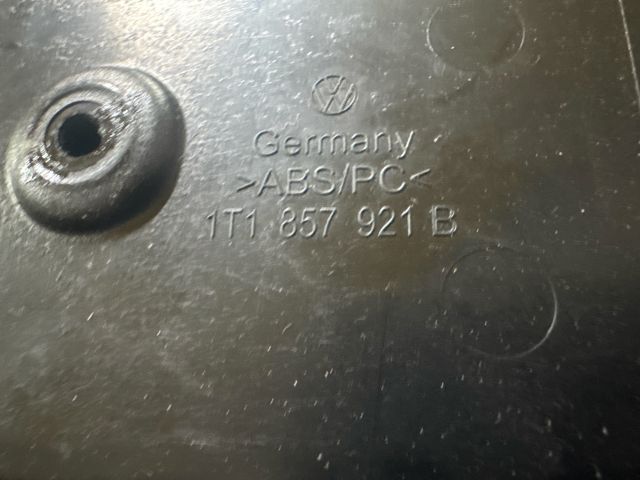 Germany
>ABS/PC<
1T1 857 921 B